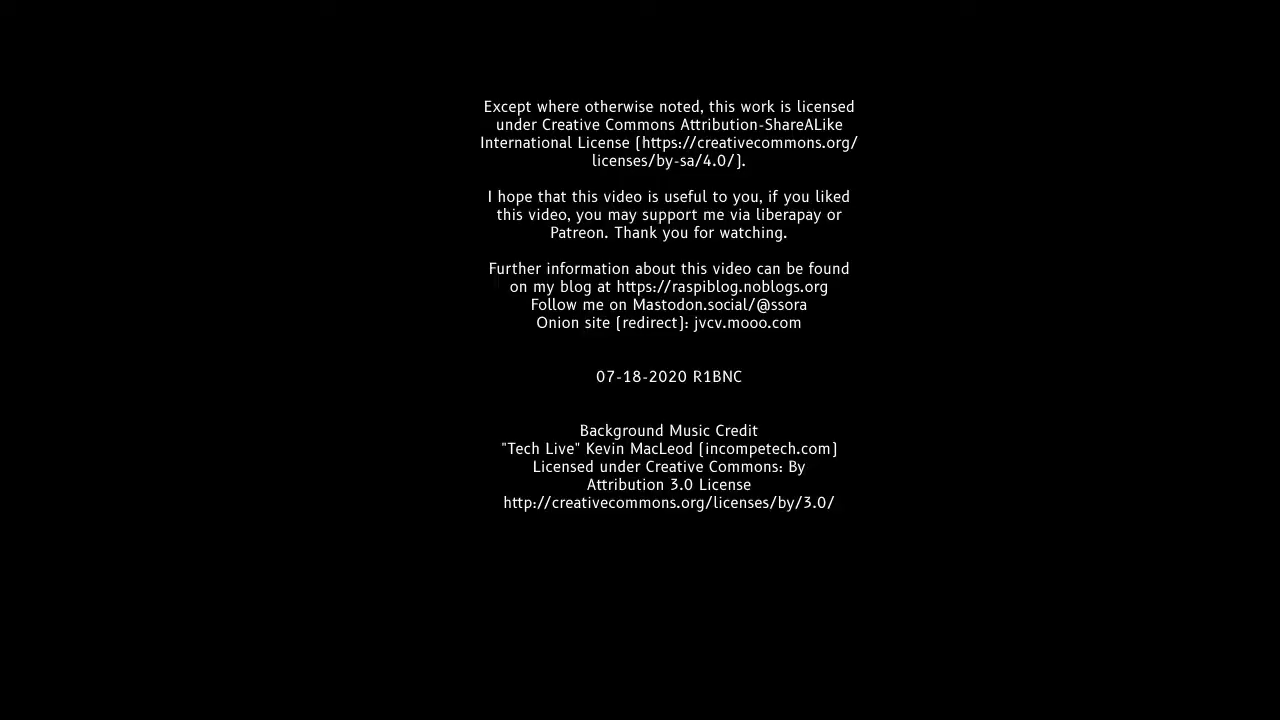 Except where otherwise noted, this work is licensed
under Creative Commons Attribution-ShareALike
International License [https://creativecommons.org/
licenses/by-sa/4.0/].
I hope that this video is useful to you, if you liked
this video, you may support me via liberapay or
Patreon. Thank you for watching.
Further information about this video can be found
on my blog at https://raspiblog.noblogs.org
Follow me on Mastodon.social/@ssora
Onion site [redirect]: jvcv.mooo.com
07-18-2020 R1BNC
Background Music Credit
"Tech Live" Kevin MacLeod [incompetech.com]
Licensed under Creative Commons: By
Attribution 3.0 License
http://creativecommons.org/licenses/by/3.0/